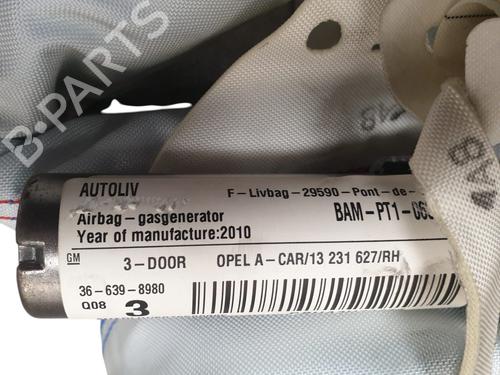 B-PARTS
AUTOLIV
F-Livbag-29590-Pont-de-
Airbag-gasgenerator
BAM-PT1-
Year of manufacture:2010
GM
3-DOOR OPEL A-CAR/13 231 627/RH
36-639-8980
Q08 3